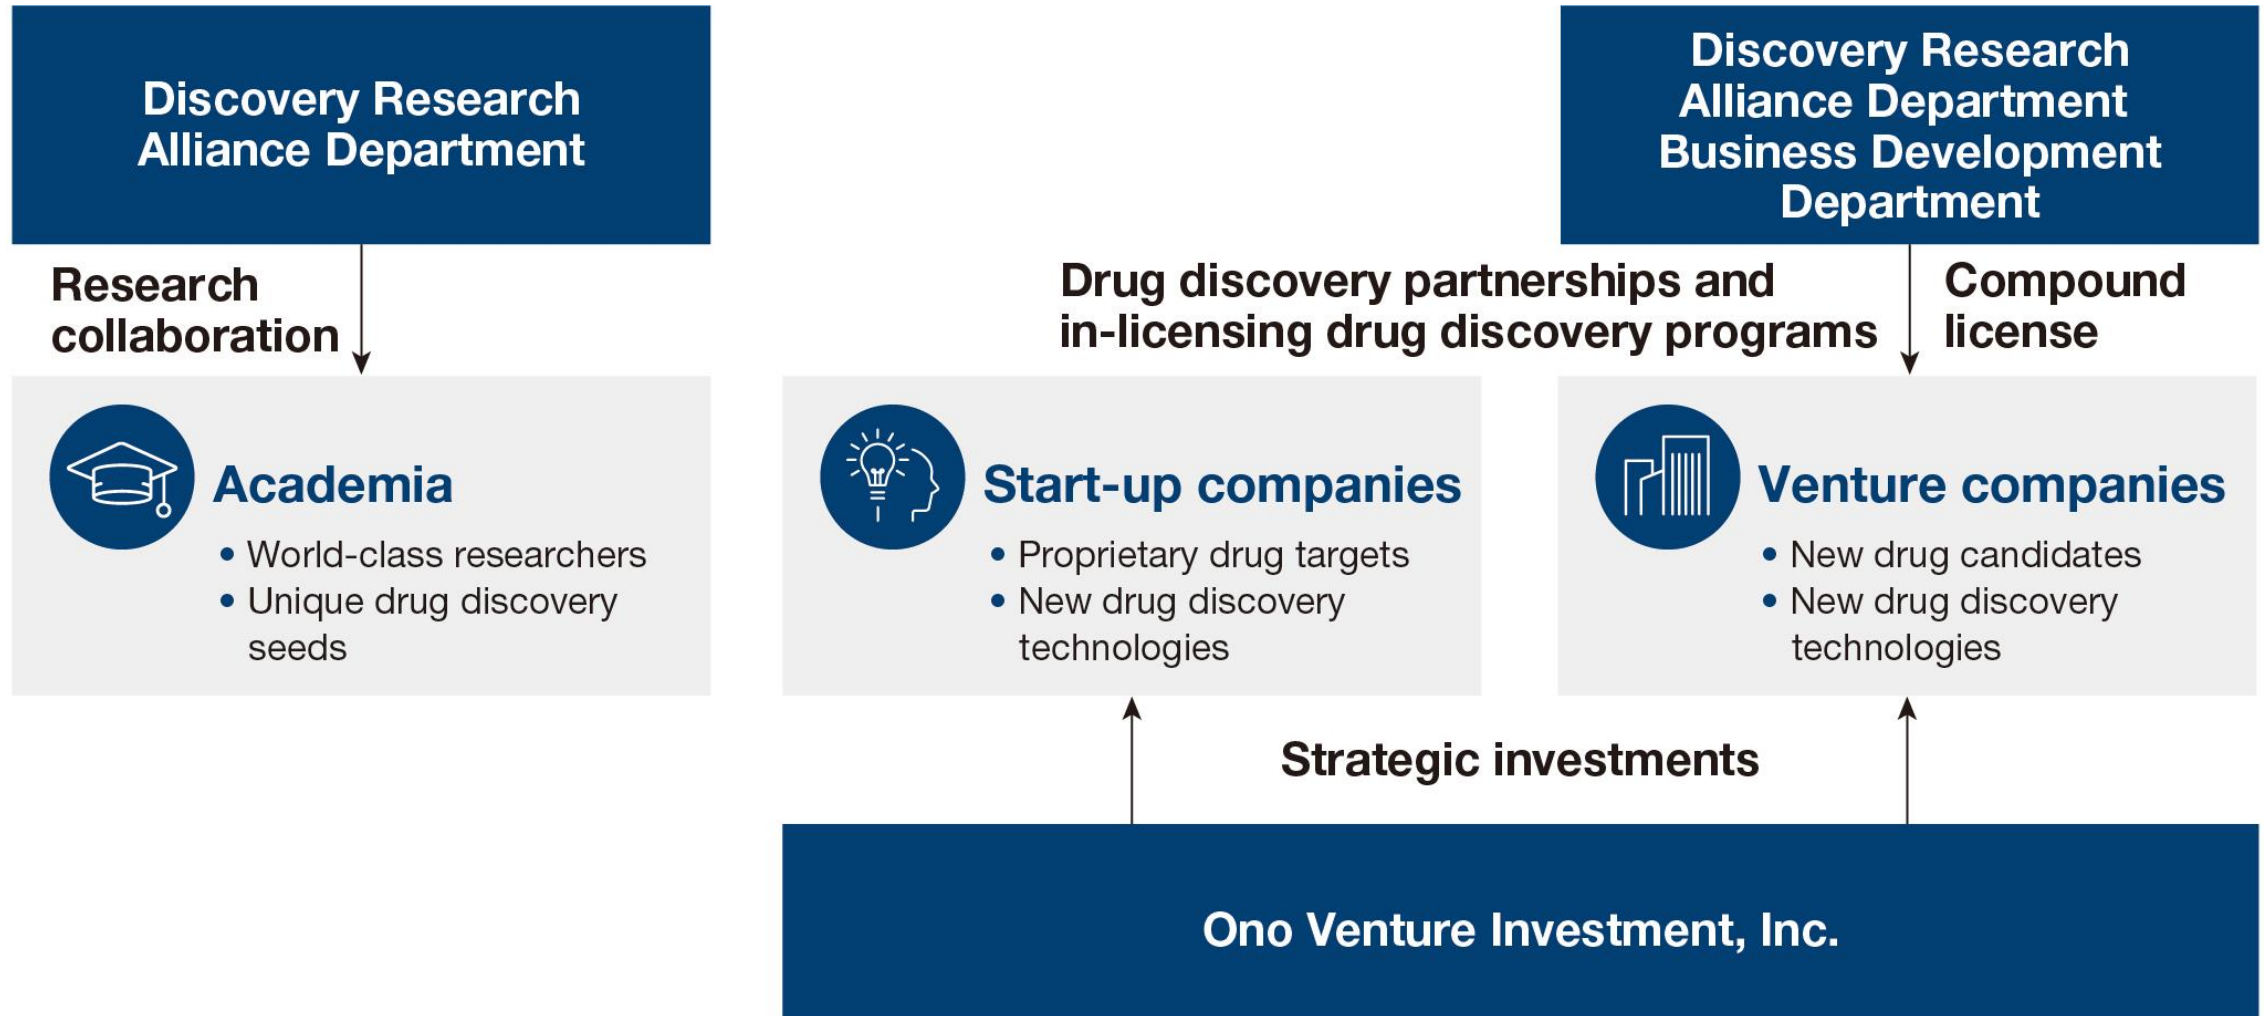 Discovery Research
Alliance Department
Discovery Research
Alliance Department
Business Development
Department
Research
collaboration
Drug discovery partnerships and
in-licensing drug discovery programs
Compound
license
Academia
• World-class researchers
• Unique drug discovery
seeds
Start-up companies
• Proprietary drug targets
• New drug discovery
technologies
Venture companies
• New drug candidates
• New drug discovery
technologies
Strategic investments
Ono Venture Investment, Inc.